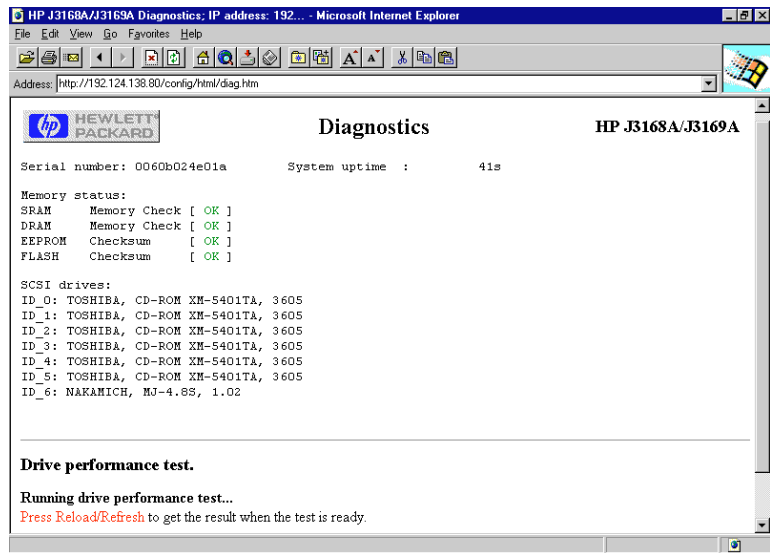 HP J3168A/J3169A Diagnostics; IP address: 192... - Microsoft Internet Explorer
File Edit View Go Favorites Help
Address: http://192.124.138.80/config/html/diag.htm
hp HEWLETT® PACKARD
Diagnostics
HP J3168A/J3169A
Serial number: 0060b024e01a System uptime : 41s
Memory status:
SRAM Memory Check [ OK ]
DRAM Memory Check [ OK ]
EEPROM Checksum [ OK ]
FLASH Checksum [ OK ]
SCSI drives:
ID_0: TOSHIBA, CD-ROM XM-5401TA, 3605
ID_1: TOSHIBA, CD-ROM XM-5401TA, 3605
ID_2: TOSHIBA, CD-ROM XM-5401TA, 3605
ID_3: TOSHIBA, CD-ROM XM-5401TA, 3605
ID_4: TOSHIBA, CD-ROM XM-5401TA, 3605
ID_5: TOSHIBA, CD-ROM XM-5401TA, 3605
ID_6: NAKAMICH, MJ-4.8S, 1.02
Drive performance test.
Running drive performance test...
Press Reload/Refresh to get the result when the test is ready.